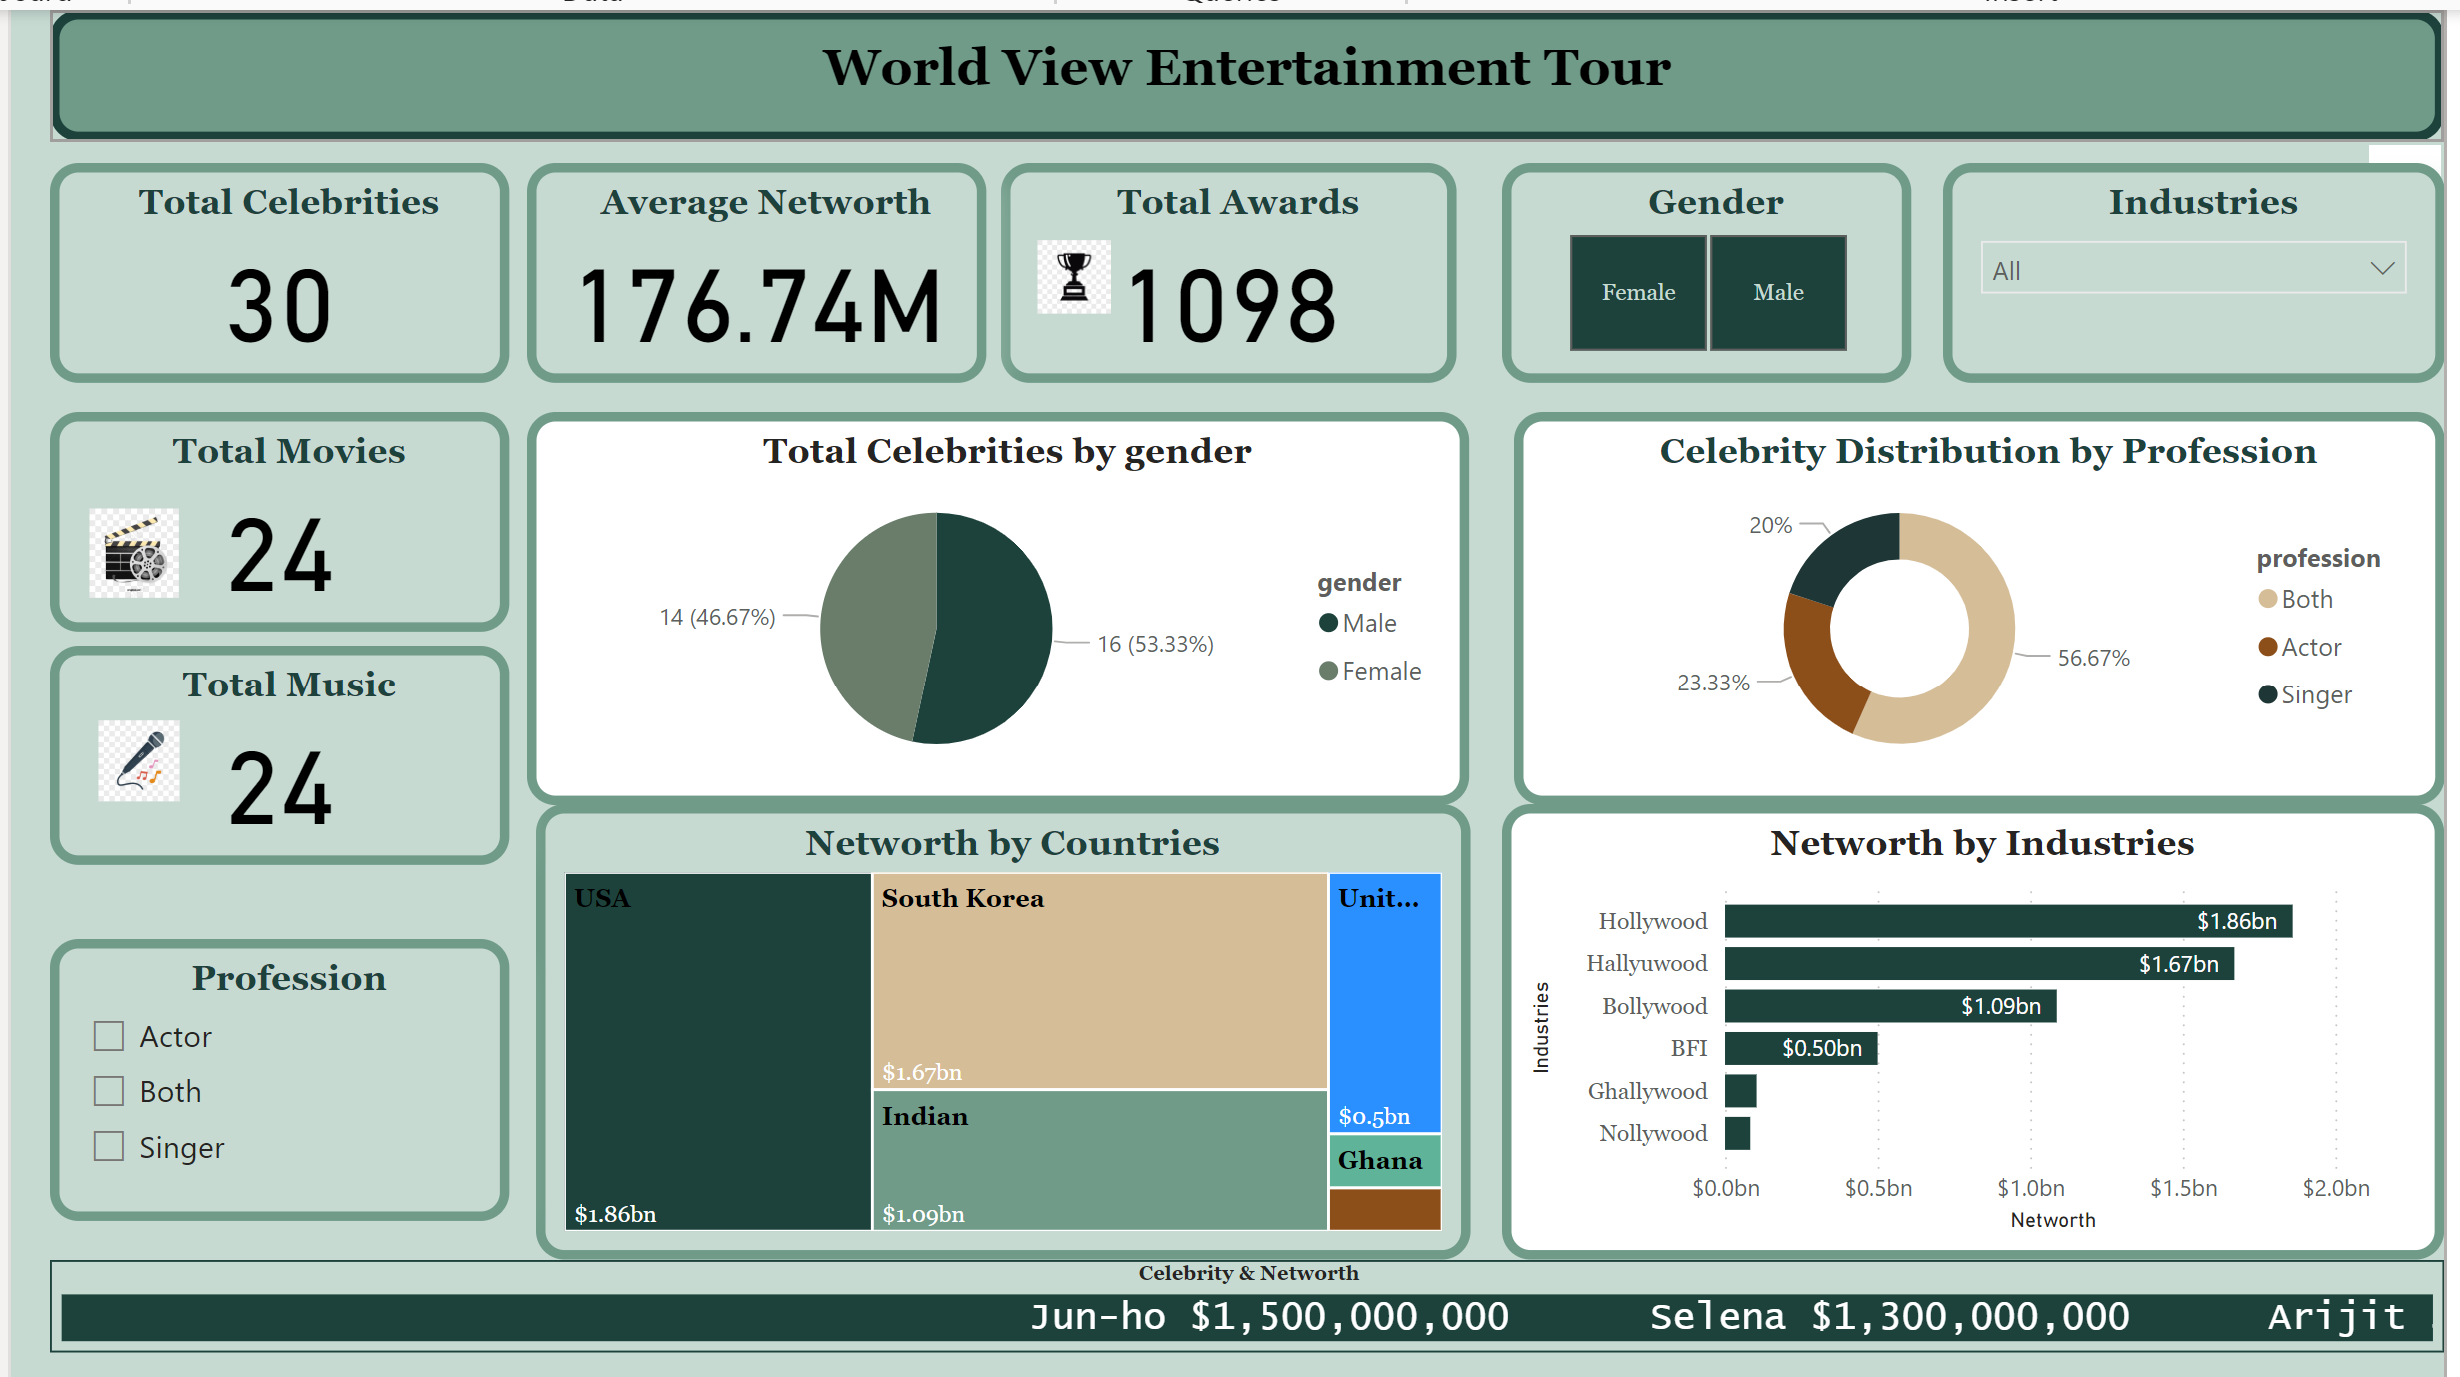 World View Entertainment Tour
Total Celebrities
30
Average Networth
176.74M
Total Awards
1098
Gender
Female
Male
Industries
All
Total Movies
24
Total Music
24
Profession
Actor
Both
Singer
Total Celebrities by gender
14 (46.67%)
16 (53.33%)
gender
Male
Female
Celebrity Distribution by Profession
20%
23.33%
56.67%
profession
Both
Actor
Singer
Networth by Countries
USA
$1.86bn
South Korea
$1.67bn
Indian
$1.09bn
Unit...
$0.5bn
Ghana
Networth by Industries
Industries
Hollywood $1.86bn
Hallyuwood $1.67bn
Bollywood $1.09bn
BFI $0.50bn
Ghallywood
Nollywood
$0.0bn $0.5bn $1.0bn $1.5bn $2.0bn
Networth
Celebrity & Networth
Jun-ho $1,500,000,000 Selena $1,300,000,000 Arijit